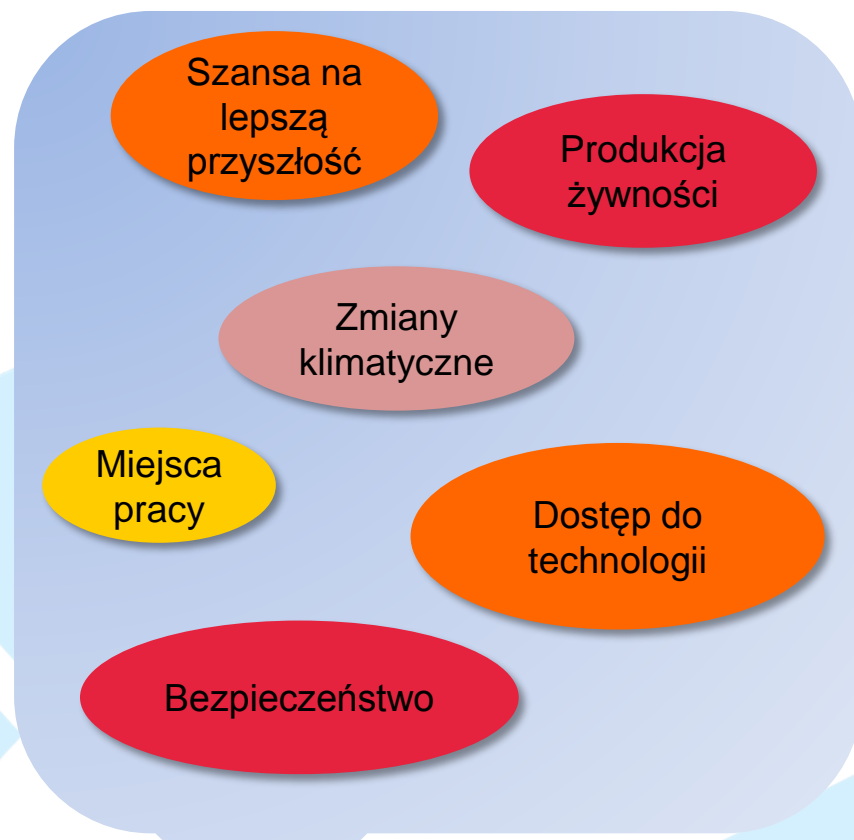 Szansa na
lepszą
przyszłość
Produkcja
żywności
Zmiany
klimatyczne
Miejsca
pracy
Dostęp do
technologii
Bezpieczeństwo